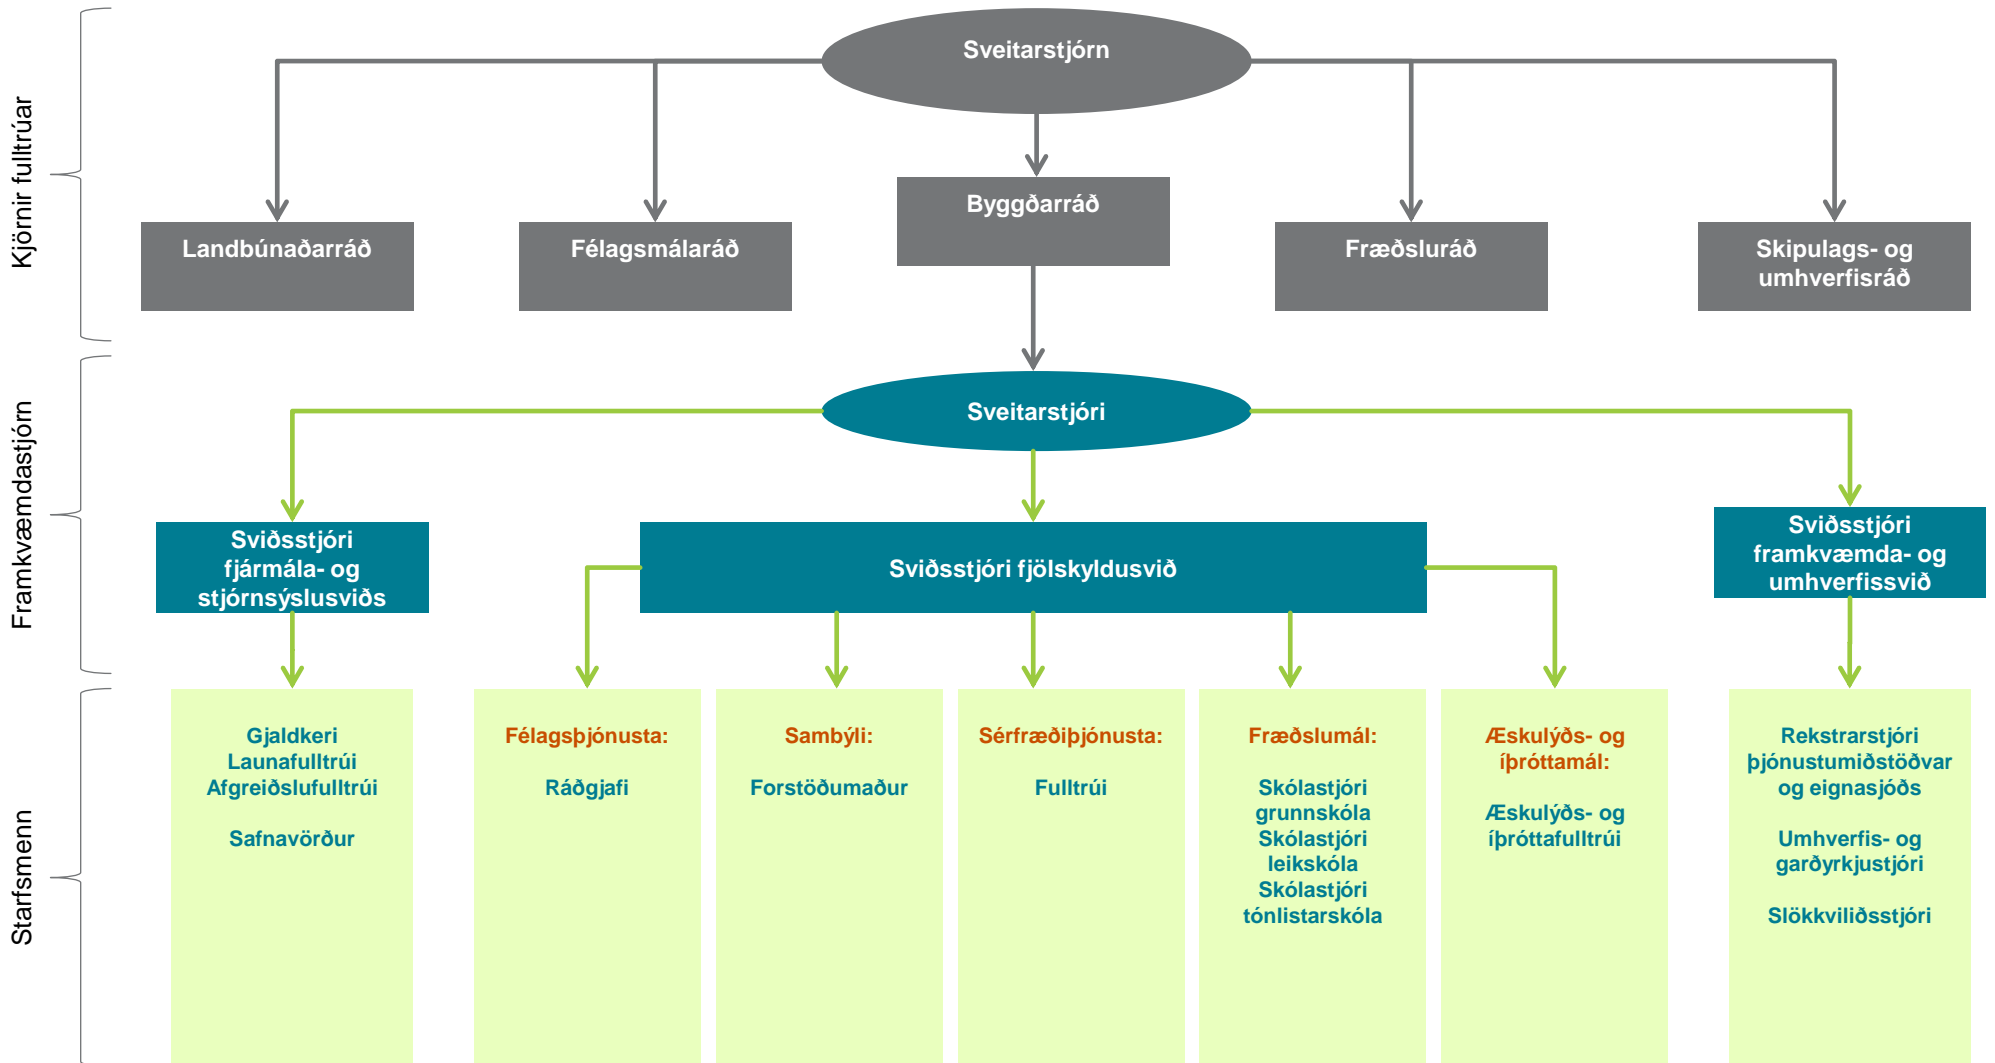 Kjörnir fulltrúar
Sveitarstjórn
Byggðarráð
Landbúnaðarráð
Félagsmálaráð
Fræðsluráð
Skipulags- og
umhverfisráð
Framkvæmdastjórn
Sveitarstjóri
Sviðsstjóri
fjármála- og
stjórnsýslusviðs
Sviðsstjóri fjölskyldusvið
Sviðsstjóri
framkvæmda- og
umhverfissvið
Starfsmenn
Gjaldkeri
Launafulltrúi
Afgreiðslufulltrúi
Safnavörður
Félagsþjónusta:
Ráðgjafi
Sambýli:
Forstöðumaður
Sérfræðiþjónusta:
Fulltrúi
Fræðslumál:
Skólastjóri
grunnskóla
Skólastjóri
leikskóla
Skólastjóri
tónlistarskóla
Æskulýðs- og
íþróttamál:
Æskulýðs- og
íþróttafulltrúi
Rekstrarstjóri
þjónustumiðstöðvar
og eignasjóðs
Umhverfis- og
garðyrkjustjóri
Slökkviliðsstjóri